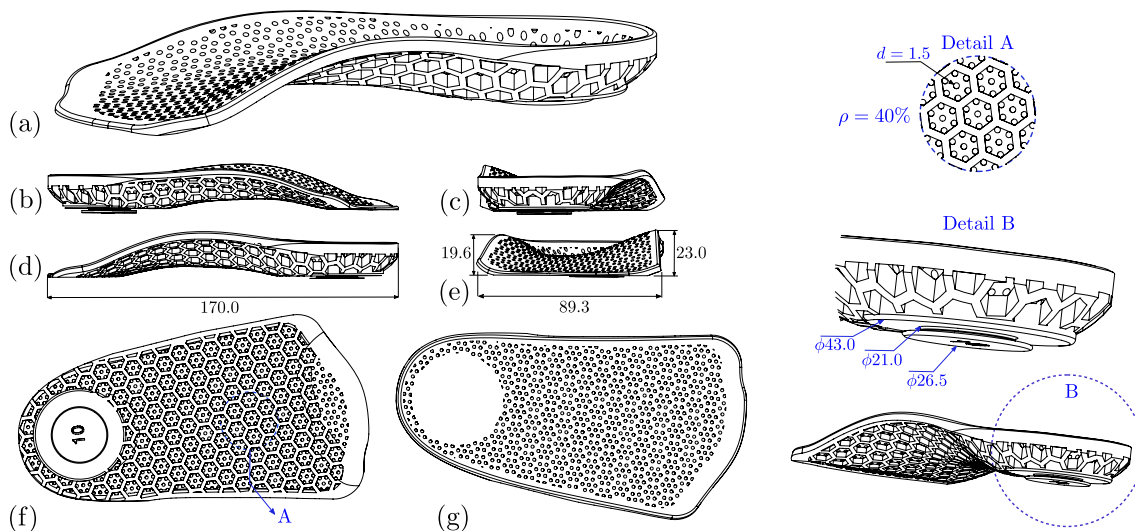 Detail A
d = 1.5
ρ = 40%
(a)
(b)
(c)
Detail B
(d)
19.6
23.0
(e)
170.0
89.3
ϕ43.0
ϕ21.0
ϕ26.5
B
10
(f)
A
(g)